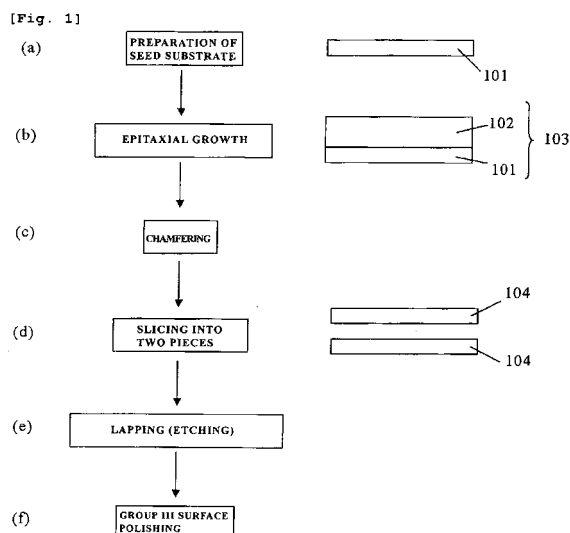 [Fig. 1]
(a)
PREPARATION OF
SEED SUBSTRATE
101
(b)
EPITAXIAL GROWTH
102
101
103
(c)
CHAMFERING
(d)
SLICING INTO
TWO PIECES
104
104
(e)
LAPPING (ETCHING)
(f)
GROUP III SURFACE
POLISHING